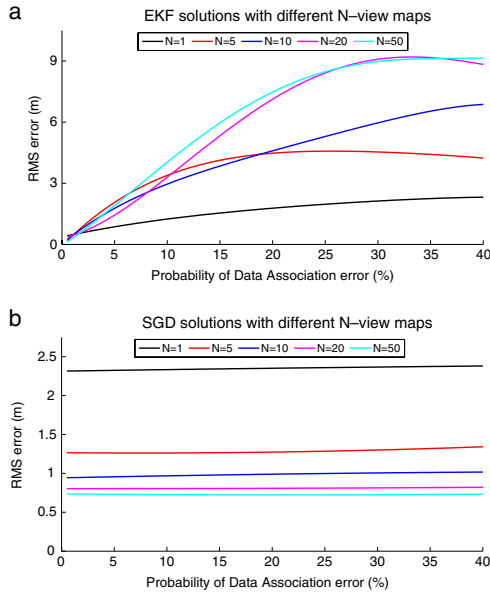 a
EKF solutions with different N–view maps
N=1 N=5 N=10 N=20 N=50
9
6
3
0
RMS error (m)
0 5 10 15 20 25 30 35 40
Probability of Data Association error (%)
b
SGD solutions with different N–view maps
N=1 N=5 N=10 N=20 N=50
2.5
2
1.5
1
0.5
0
RMS error (m)
0 5 10 15 20 25 30 35 40
Probability of Data Association error (%)